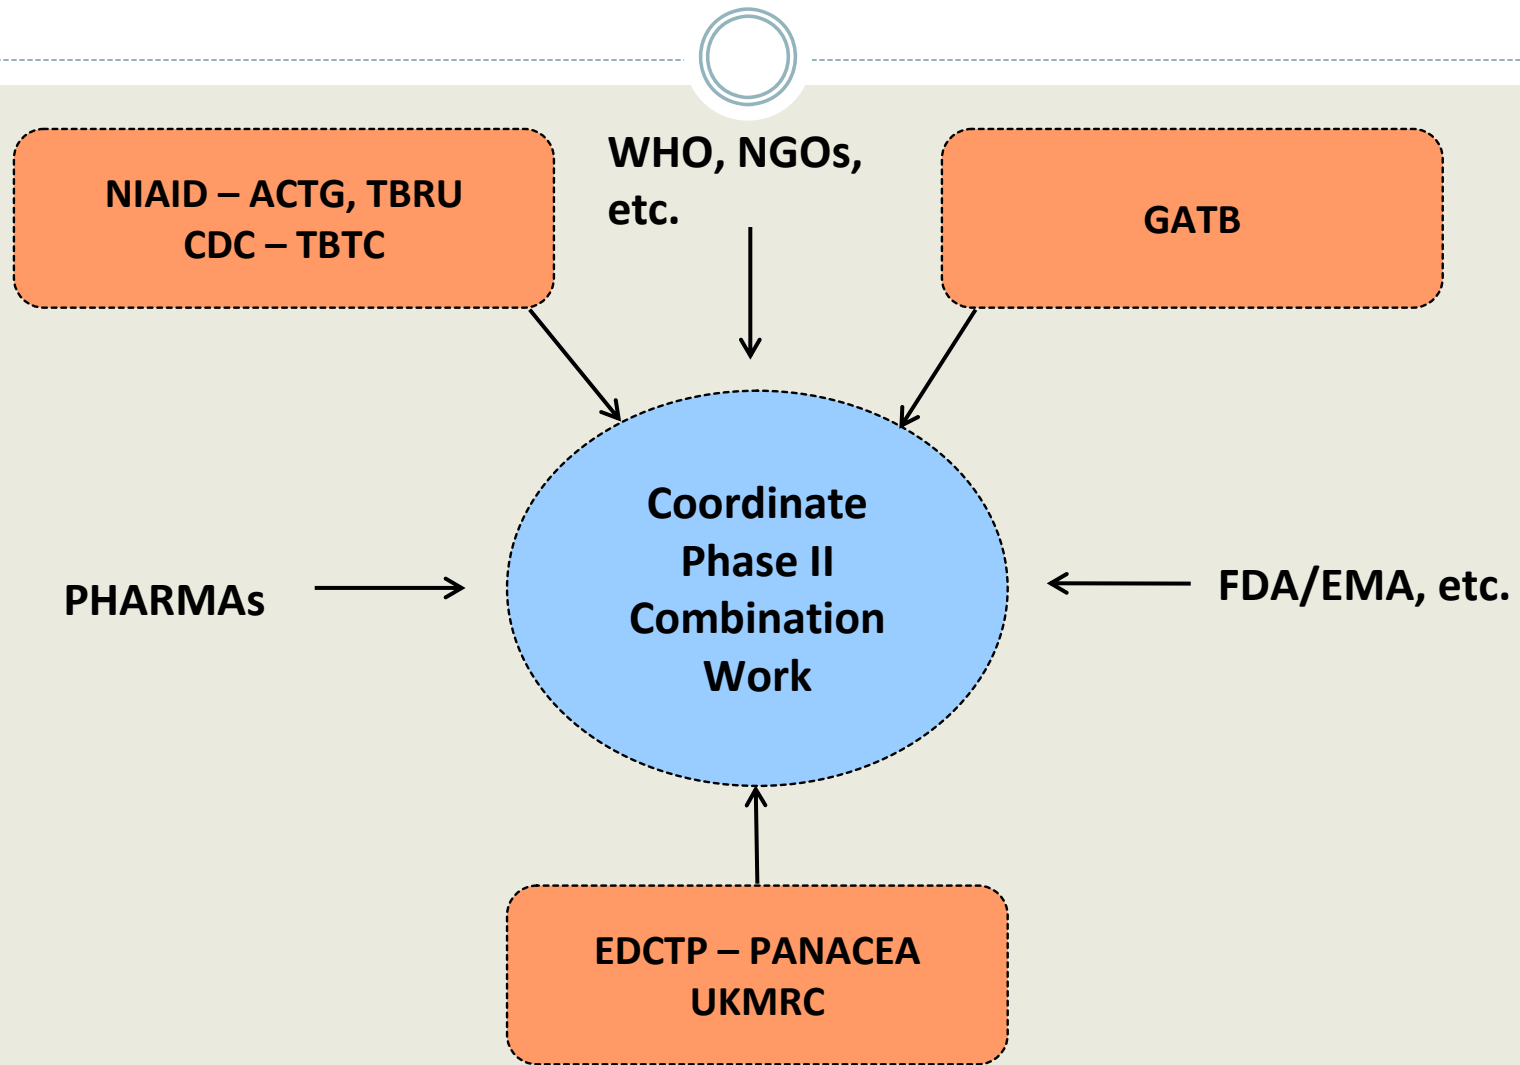 NIAID – ACTG, TBRU
CDC – TBTC
WHO, NGOs,
etc.
GATB
Coordinate
Phase II
Combination
Work
PHARMAs
FDA/EMA, etc.
EDCTP – PANACEA
UKMRC